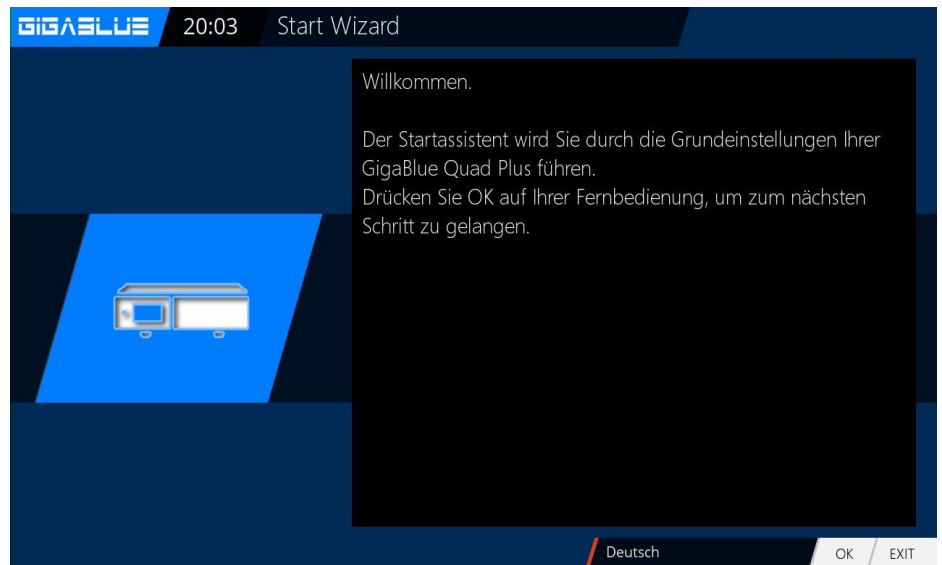 GIGABLUE 20:03 Start Wizard
Willkommen.
Der Startassistent wird Sie durch die Grundeinstellungen Ihrer
GigaBlue Quad Plus führen.
Drücken Sie OK auf Ihrer Fernbedienung, um zum nächsten
Schritt zu gelangen.
Deutsch OK EXIT